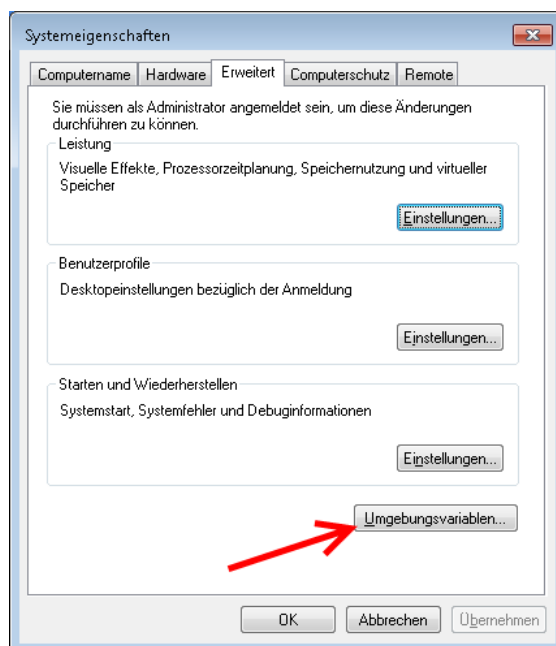 Systemeigenschaften
Computername Hardware Erweitert Computerschutz Remote
Sie müssen als Administrator angemeldet sein, um diese Änderungen
durchführen zu können.
Leistung
Visuelle Effekte, Prozessorzeitplanung, Speichernutzung und virtueller
Speicher
Einstellungen...
Benutzerprofile
Desktopeinstellungen bezüglich der Anmeldung
Einstellungen...
Starten und Wiederherstellen
Systemstart, Systemfehler und Debuginformationen
Einstellungen...
Umgebungsvariablen...
OK Abbrechen Übernehmen